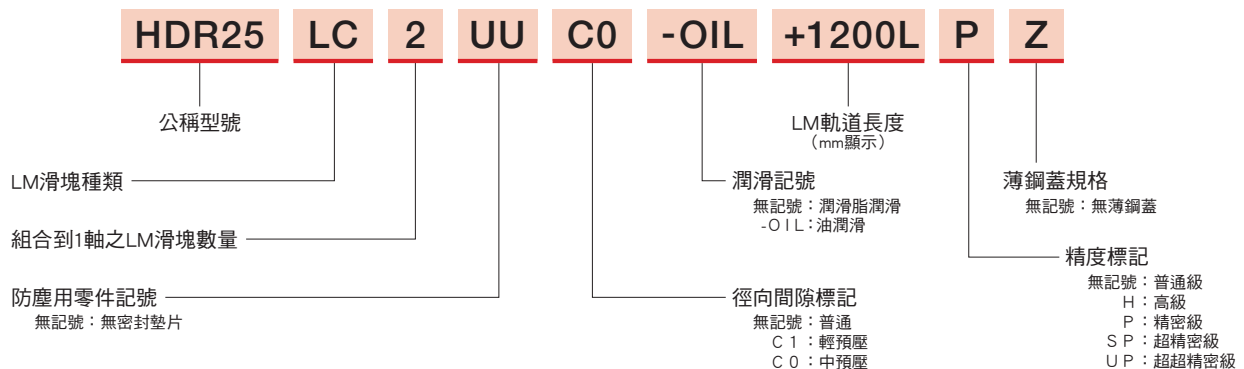 HDR25 LC 2 UU C0 -OIL +1200L P Z
公稱型號
LM軌道長度
（mm顯示）
LM滑塊種類
潤滑記號
無記號：潤滑脂潤滑
-OIL：油潤滑
薄鋼蓋規格
無記號：無薄鋼蓋
組合到1軸之LM滑塊數量
精度標記
無記號：普通級
H：高級
P：精密級
SP：超精密級
UP：超超精密級
防塵用零件記號
無記號：無密封墊片
徑向間隙標記
無記號：普通
C1：輕預壓
C0：中預壓